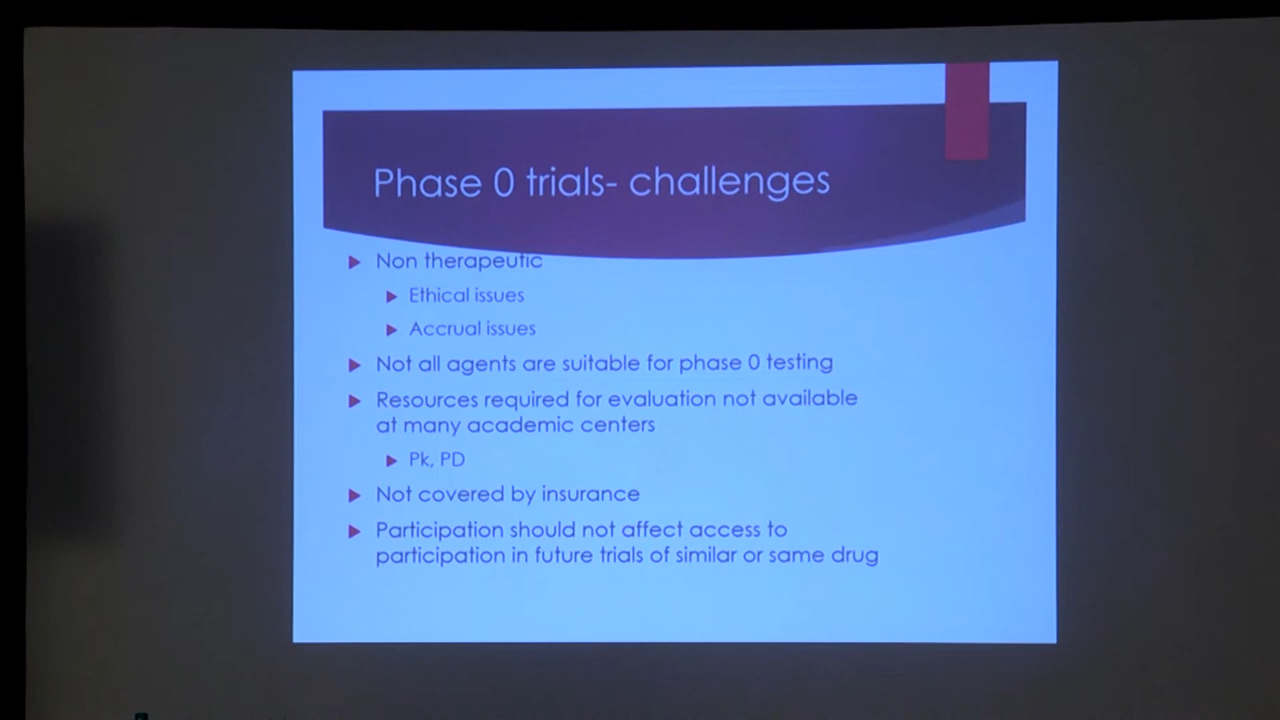 Phase 0 trials- challenges
Non therapeutic
Ethical issues
Accrual issues
Not all agents are suitable for phase 0 testing
Resources required for evaluation not available
at many academic centers
Pk, PD
Not covered by insurance
Participation should not affect access to
participation in future trials of similar or same drug